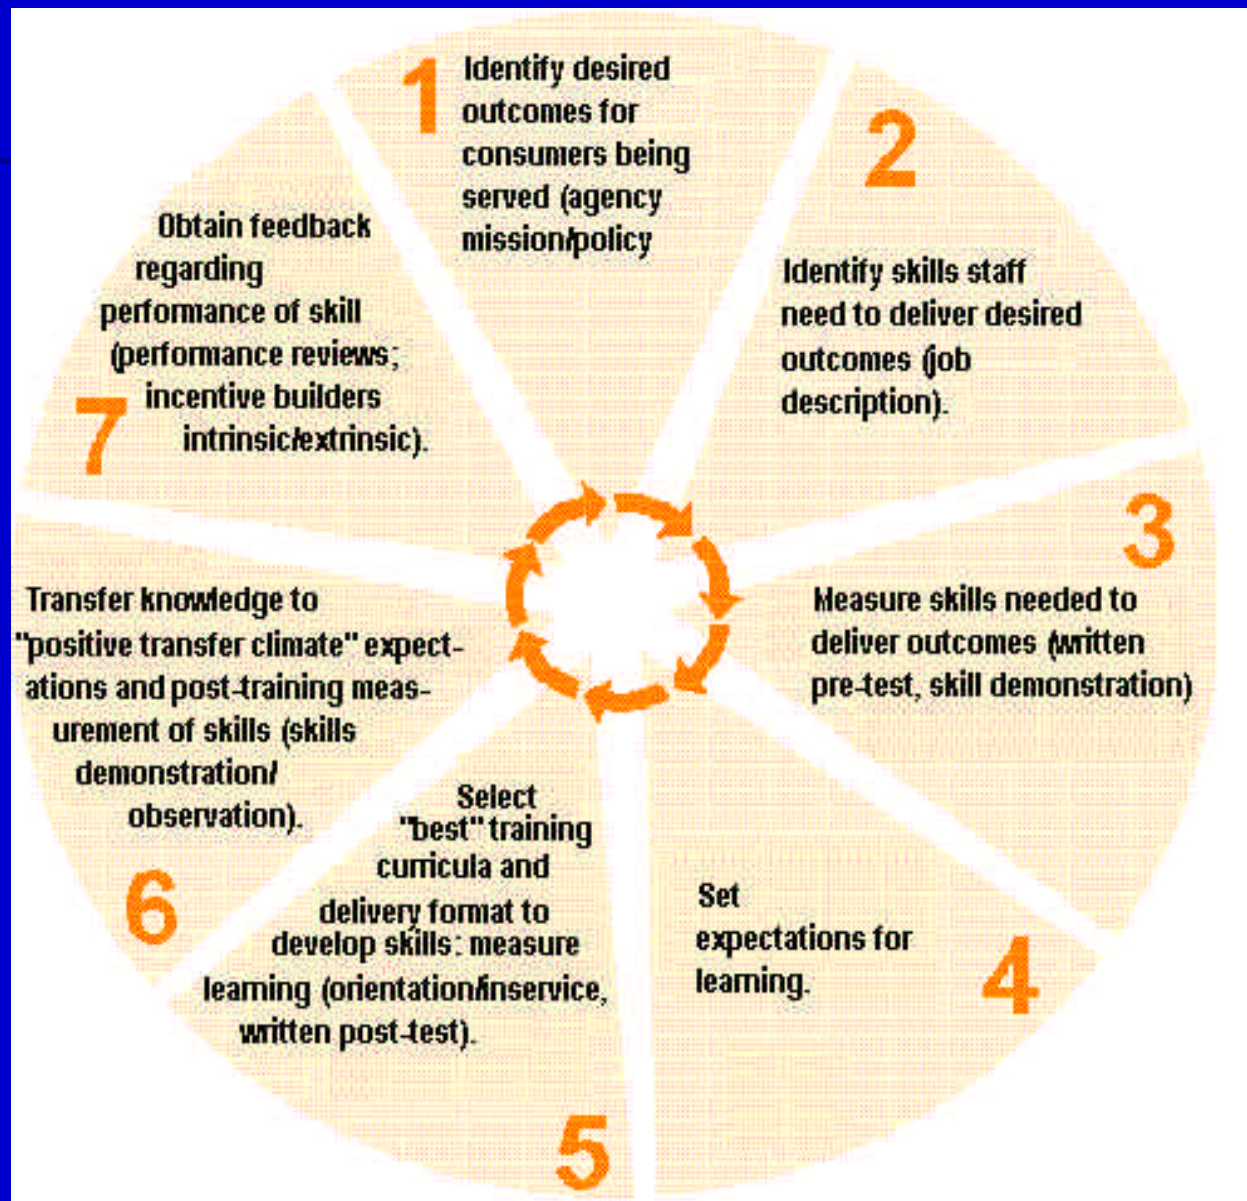 1
Identify desired
outcomes for
consumers being
served (agency
mission/policy
2
Identify skills staff
need to deliver desired
outcomes (job
description).
3
Measure skills needed to
deliver outcomes (written
pre-test, skill demonstration)
Set
expectations for
learning.
4
Select
"best" training
curricula and
delivery format to
develop skills: measure
learning (orientation/inservice,
written post-test).
5
Transfer knowledge to
"positive transfer climate" expect-
ations and post-training meas-
urement of skills (skills
demonstration/
observation).
6
Obtain feedback
regarding
performance of skill
(performance reviews;
incentive builders
intrinsic/extrinsic).
7